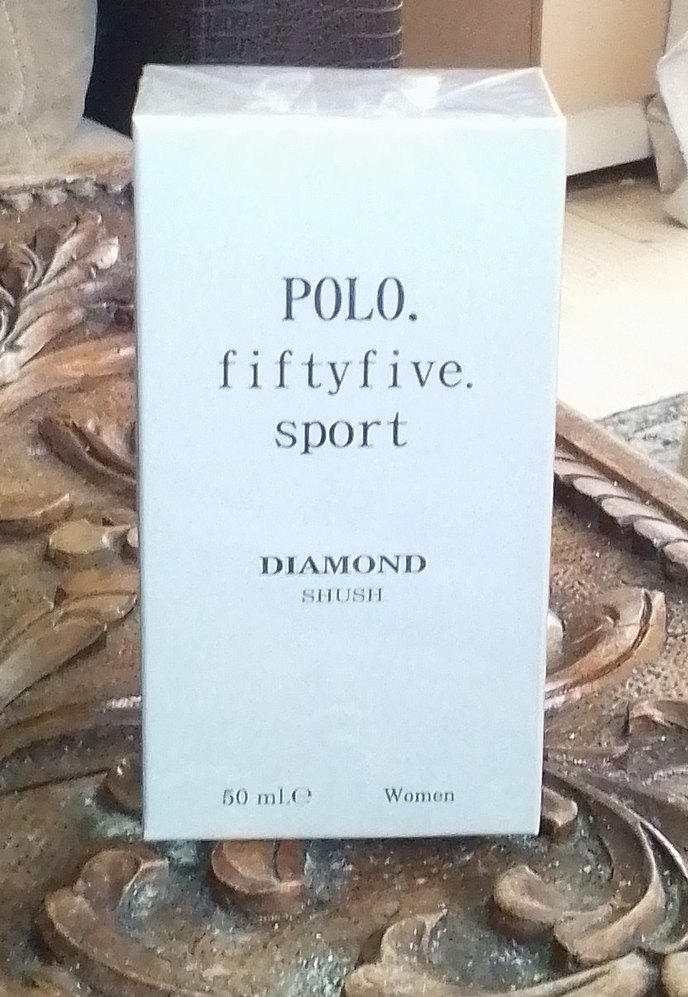 POLO.
fiftyfive.
sport
DIAMOND
SHUSH
50 mL℮
Women